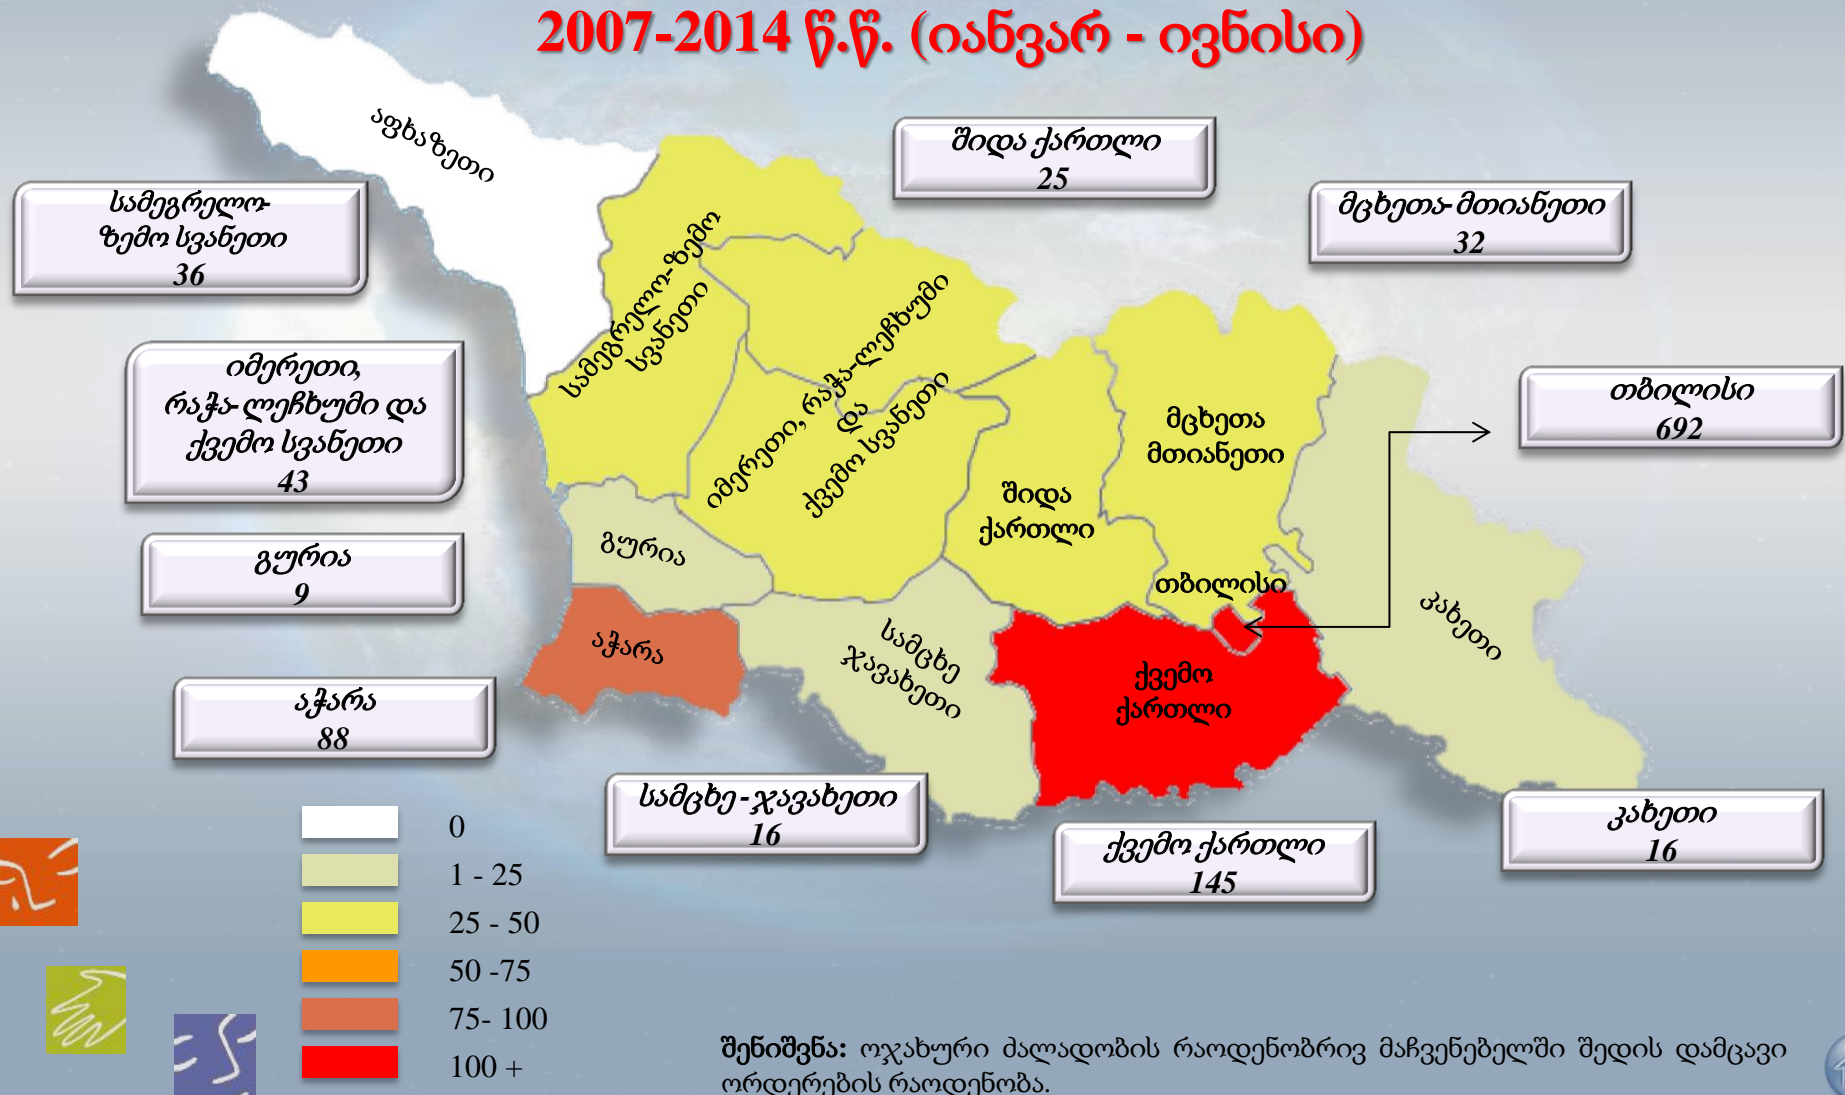 2007-2014 წ.წ. (იანვარ - ივნისი)
აფხაზეთი
შიდა ქართლი
25
სამეგრელო-
ზემო სვანეთი
36
მცხეთა-მთიანეთი
32
სამეგრელო-ზემო
სვანეთი
იმერეთი,
რაჭა-ლეჩხუმი და
ქვემო სვანეთი
43
იმერეთი, რაჭა-ლეჩხუმი
და
ქვემო სვანეთი
მცხეთა
მთიანეთი
თბილისი
692
შიდა
ქართლი
გურია
გურია
9
თბილისი
კახეთი
აჭარა
სამცხე
ჯავახეთი
ქვემო
ქართლი
აჭარა
88
სამცხე -ჯავახეთი
16
ქვემო ქართლი
145
კახეთი
16
0
1 - 25
25 - 50
50 -75
75- 100
100 +
შენიშვნა: ოჯახური ძალადობის რაოდენობრივ მაჩვენებელში შედის დამცავი
ორდერების რაოდენობა.